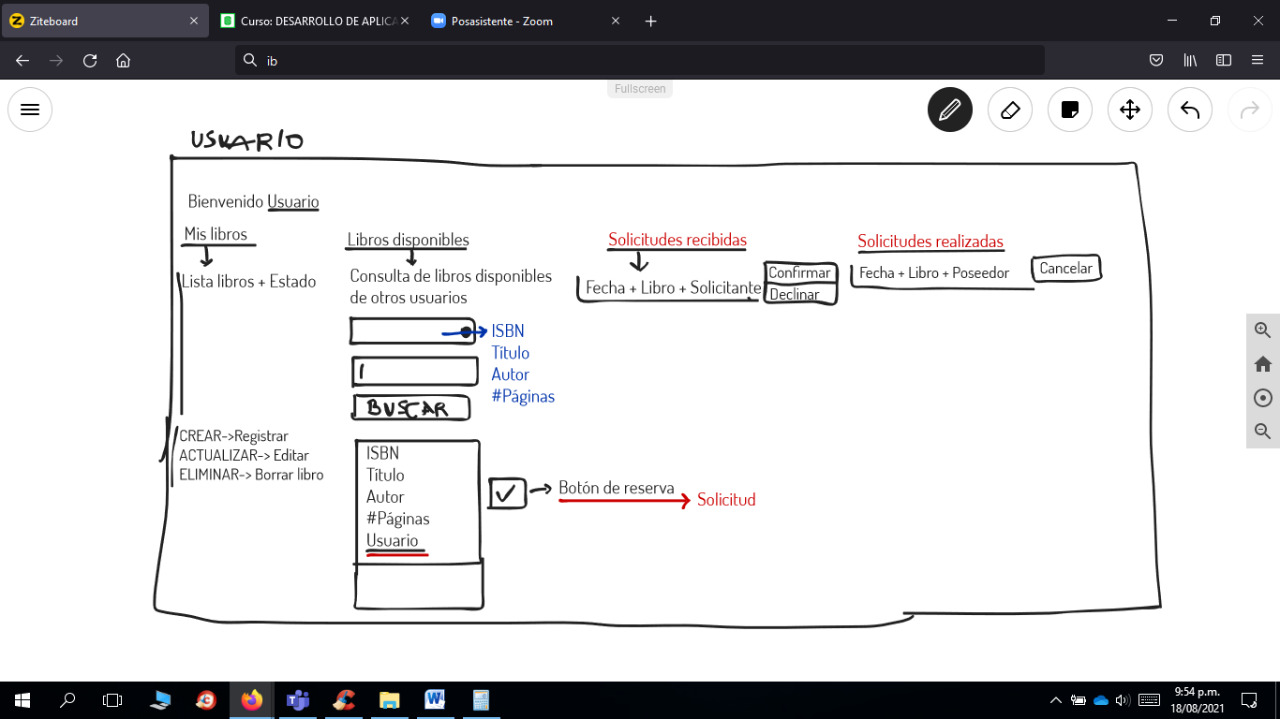 Ziteboard
Curso: DESARROLLO DE APLICA
Posasistente - Zoom
ib
Fullscreen
USUARIO
Bienvenido Usuario
Mis libros
Lista libros + Estado
CREAR->Registrar
ACTUALIZAR-> Editar
ELIMINAR-> Borrar libro
Libros disponibles
Consulta de libros disponibles
de otros usuarios
ISBN
Título
Autor
#Páginas
BUSCAR
ISBN
Título
Autor
#Páginas
Usuario
Botón de reserva
Solicitud
Solicitudes recibidas
Fecha + Libro + Solicitante
Confirmar
Declinar
Solicitudes realizadas
Fecha + Libro + Poseedor
Cancelar
9:54 p.m.
18/08/2021